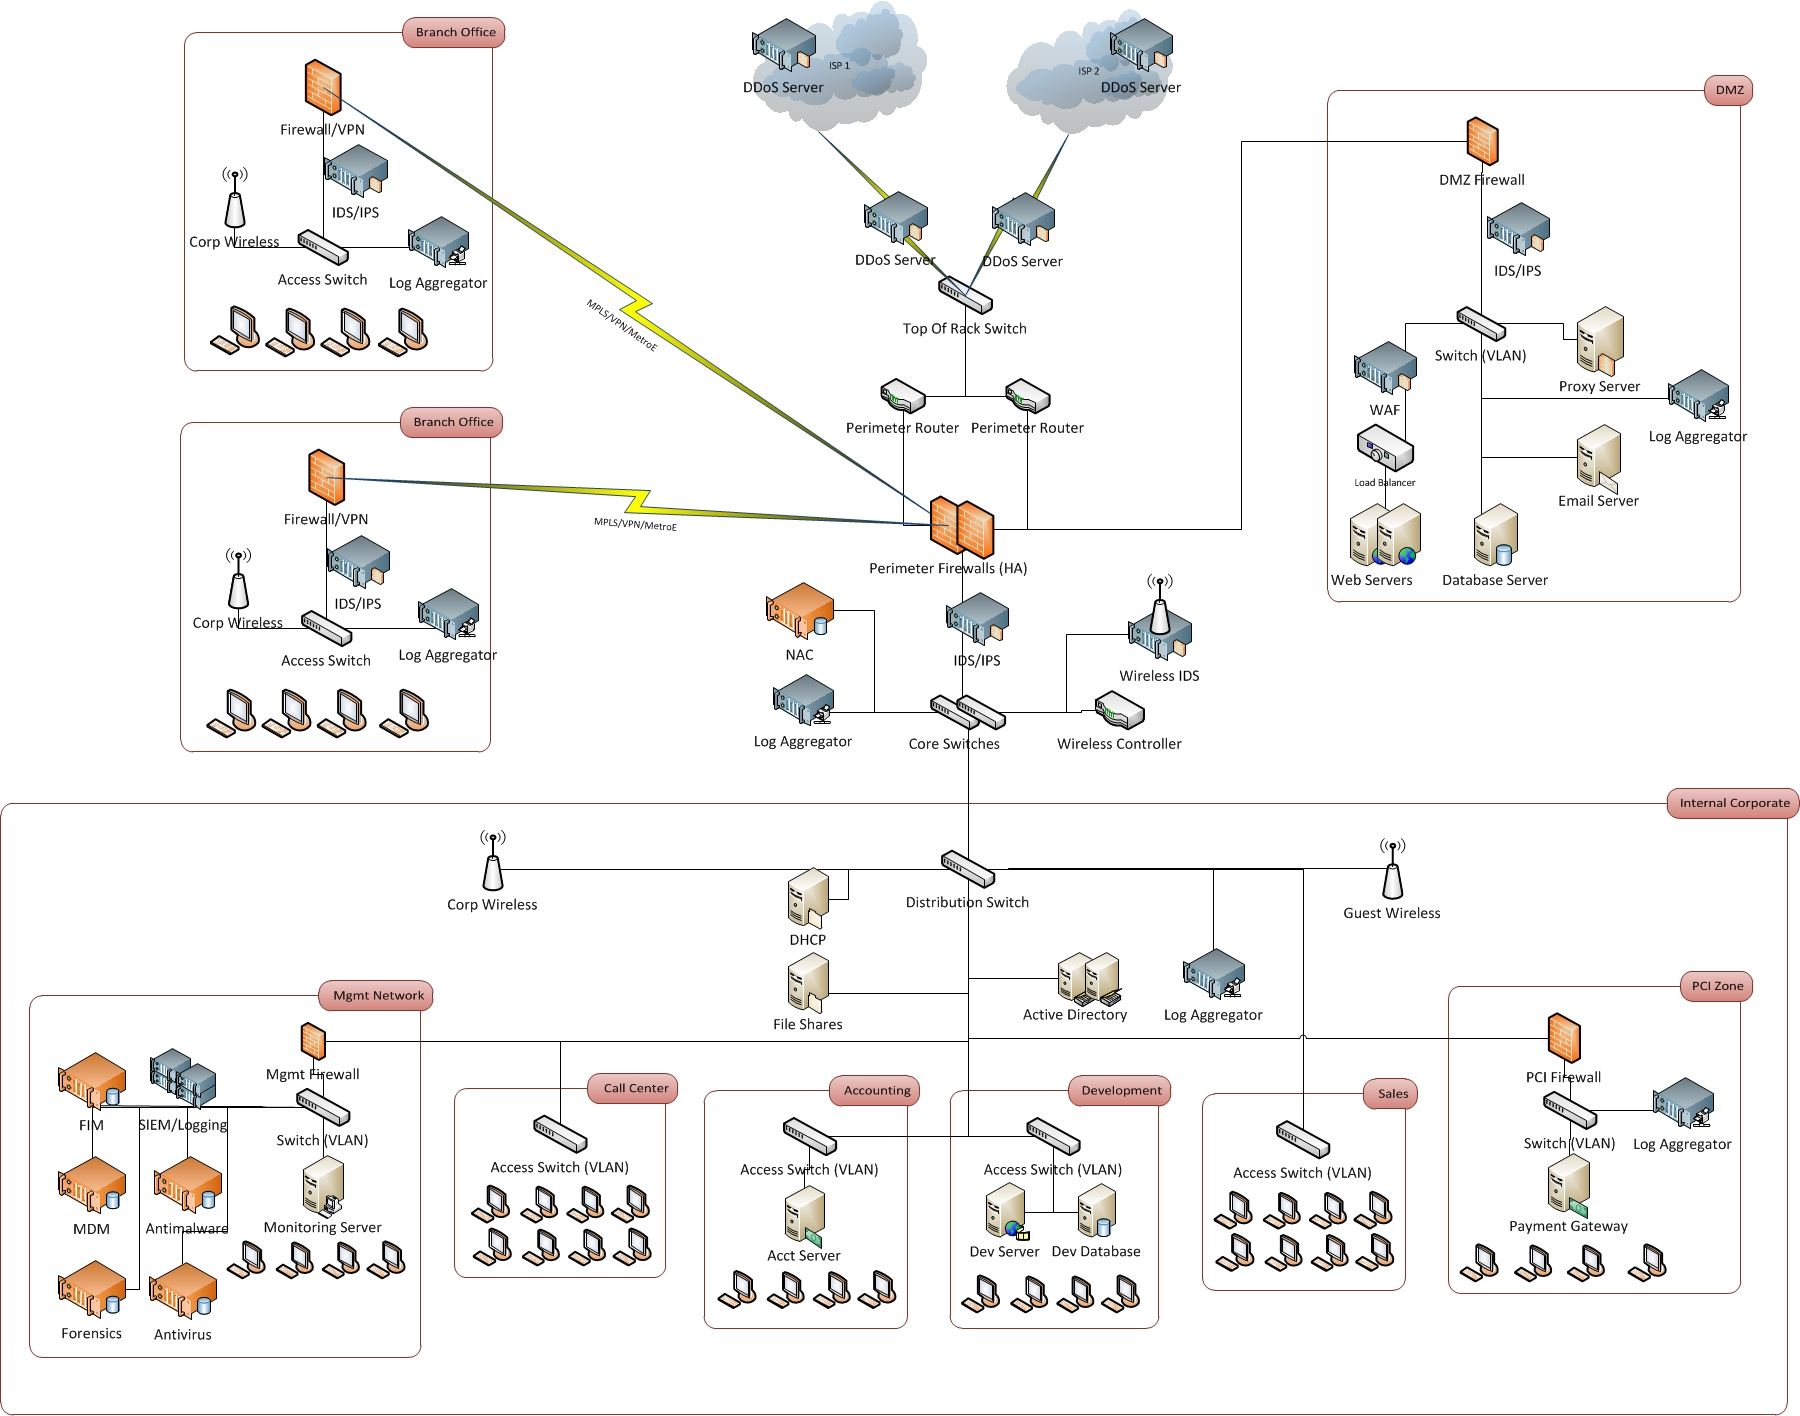 Branch Office
Firewall/VPN
IDS/IPS
Corp Wireless
Access Switch
Log Aggregator
MPLS/VPN/MetroE
Branch Office
Firewall/VPN
IDS/IPS
Corp Wireless
Access Switch
Log Aggregator
MPLS/VPN/MetroE
ISP 1
DDoS Server
ISP 2
DDoS Server
DDoS Server
DDoS Server
Top Of Rack Switch
Perimeter Router
Perimeter Router
Perimeter Firewalls (HA)
NAC
IDS/IPS
Wireless IDS
Log Aggregator
Core Switches
Wireless Controller
DMZ
DMZ Firewall
IDS/IPS
Switch (VLAN)
Proxy Server
WAF
Log Aggregator
Load Balancer
Email Server
Web Servers
Database Server
Internal Corporate
Corp Wireless
Distribution Switch
Guest Wireless
DHCP
File Shares
Active Directory
Log Aggregator
Mgmt Network
Mgmt Firewall
FIM
SIEM/Logging
Switch (VLAN)
MDM
Antimalware
Monitoring Server
Forensics
Antivirus
Call Center
Access Switch (VLAN)
Accounting
Access Switch (VLAN)
Acct Server
Development
Access Switch (VLAN)
Dev Server
Dev Database
Sales
Access Switch (VLAN)
PCI Zone
PCI Firewall
Switch (VLAN)
Log Aggregator
Payment Gateway